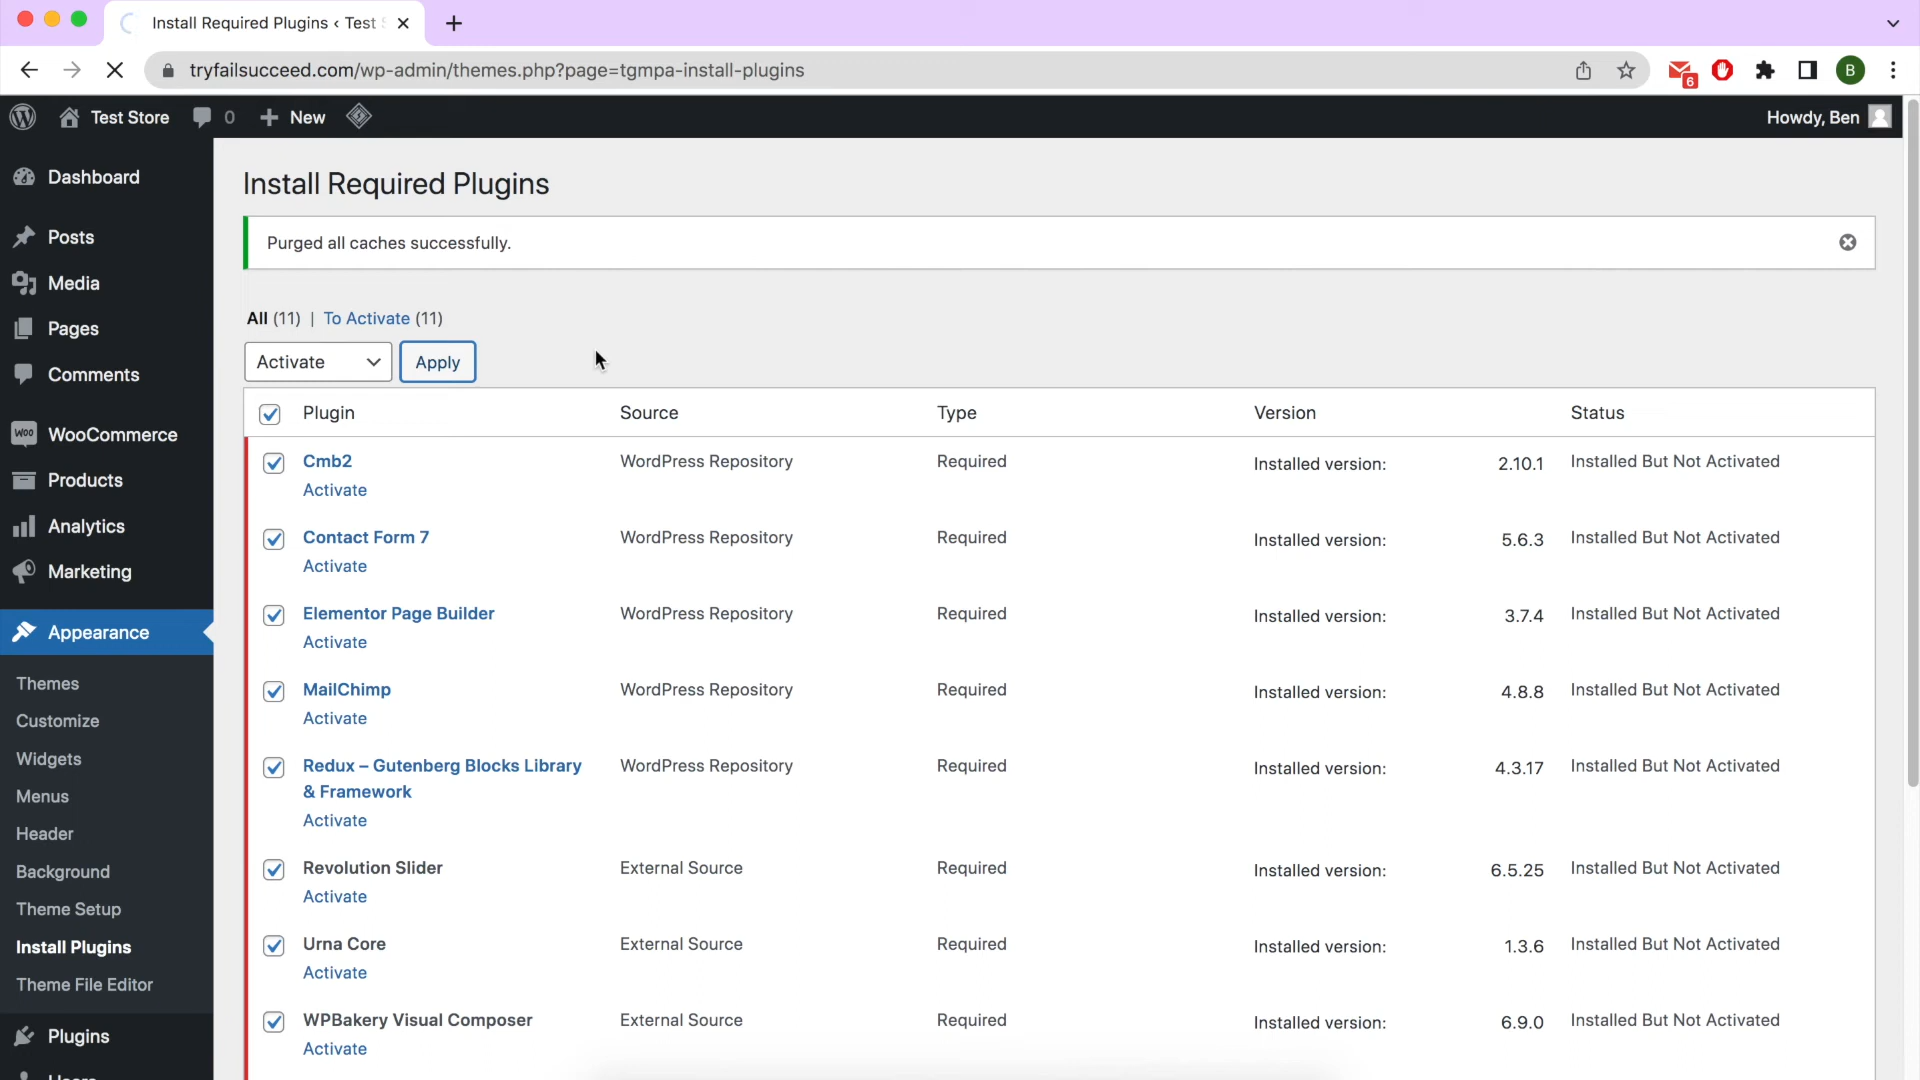 Install Required Plugins ‹ Test S
tryfailsucceed.com/wp-admin/themes.php?page=tgmpa-install-plugins
6
B
Test Store
0
New
Howdy, Ben
Dashboard
Posts
Media
Pages
Comments
Woo
WooCommerce
Products
Analytics
Marketing
Appearance
Themes
Customize
Widgets
Menus
Header
Background
Theme Setup
Install Plugins
Theme File Editor
Plugins
Users
Install Required Plugins
Purged all caches successfully.
All (11) | To Activate (11)
Activate
Apply
Plugin Source Type Version Status
Cmb2 WordPress Repository Required Installed version: 2.10.1 Installed But Not Activated
Activate
Contact Form 7 WordPress Repository Required Installed version: 5.6.3 Installed But Not Activated
Activate
Elementor Page Builder WordPress Repository Required Installed version: 3.7.4 Installed But Not Activated
Activate
MailChimp WordPress Repository Required Installed version: 4.8.8 Installed But Not Activated
Activate
Redux – Gutenberg Blocks Library WordPress Repository Required Installed version: 4.3.17 Installed But Not Activated
& Framework
Activate
Revolution Slider External Source Required Installed version: 6.5.25 Installed But Not Activated
Activate
Urna Core External Source Required Installed version: 1.3.6 Installed But Not Activated
Activate
WPBakery Visual Composer External Source Required Installed version: 6.9.0 Installed But Not Activated
Activate